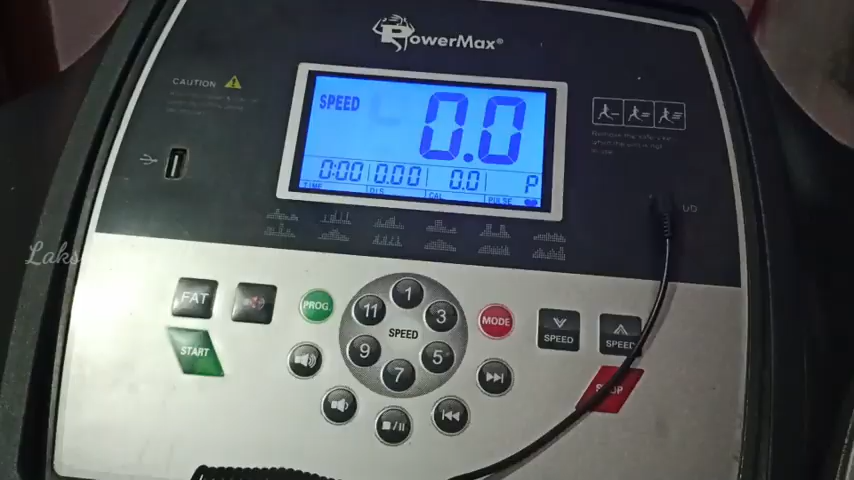 PowerMax®
CAUTION
SPEED
0.0
0:00 0.00 0.0 P
TIME DIS CAL PULSE
Laks
FAT
PROG.
MODE
START
SPEED
1
3
5
7
9
11
SPEED
SPEED
STOP